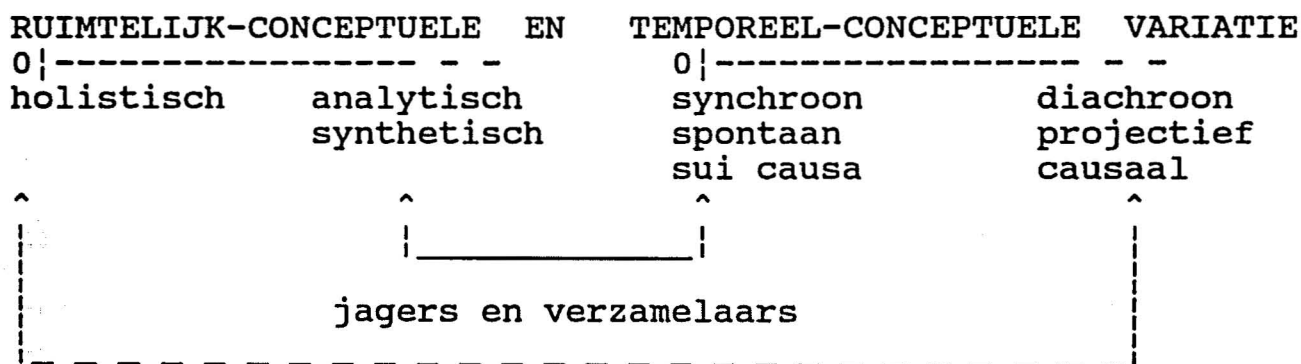 RUIMTELIJK-CONCEPTUELE EN TEMPOREEL-CONCEPTUELE VARIATIE
0 0
holistisch analytisch synchroon diachroon
synthetisch spontaan projectief
sui causa causaal
jagers en verzamelaars